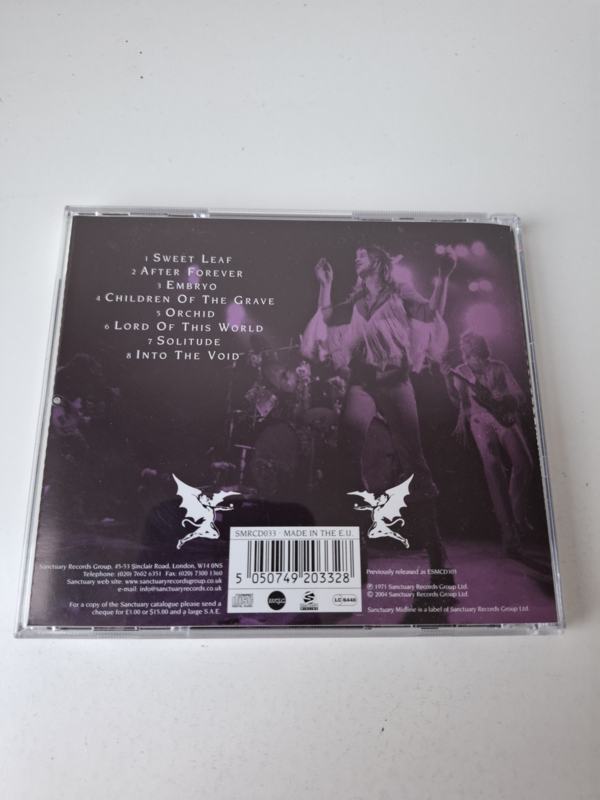 1 SWEET LEAF
2 AFTER FOREVER
3 EMBRYO
4 CHILDREN OF THE GRAVE
5 ORCHID
6 LORD OF THIS WORLD
7 SOLITUDE
8 INTO THE VOID
SMRCD033 · MADE IN THE E.U.
5 050749 203328
Sanctuary Records Group, 45-53 Sinclair Road, London, W14 0NS
Telephone: (020) 7602 6351 Fax: (020) 7300 1360
Sanctuary web site: www.sanctuaryrecordsgroup.co.uk
e-mail: info@sanctuaryrecords.co.uk
For a copy of the Sanctuary catalogue please send a
cheque for £1.00 or $15.00 and a large S.A.E.
LC-6448
Previously released as ESMCD303
℗ 1971 Sanctuary Records Group Ltd.
© 2004 Sanctuary Records Group Ltd.
Sanctuary Midline is a label of Sanctuary Records Group Ltd.